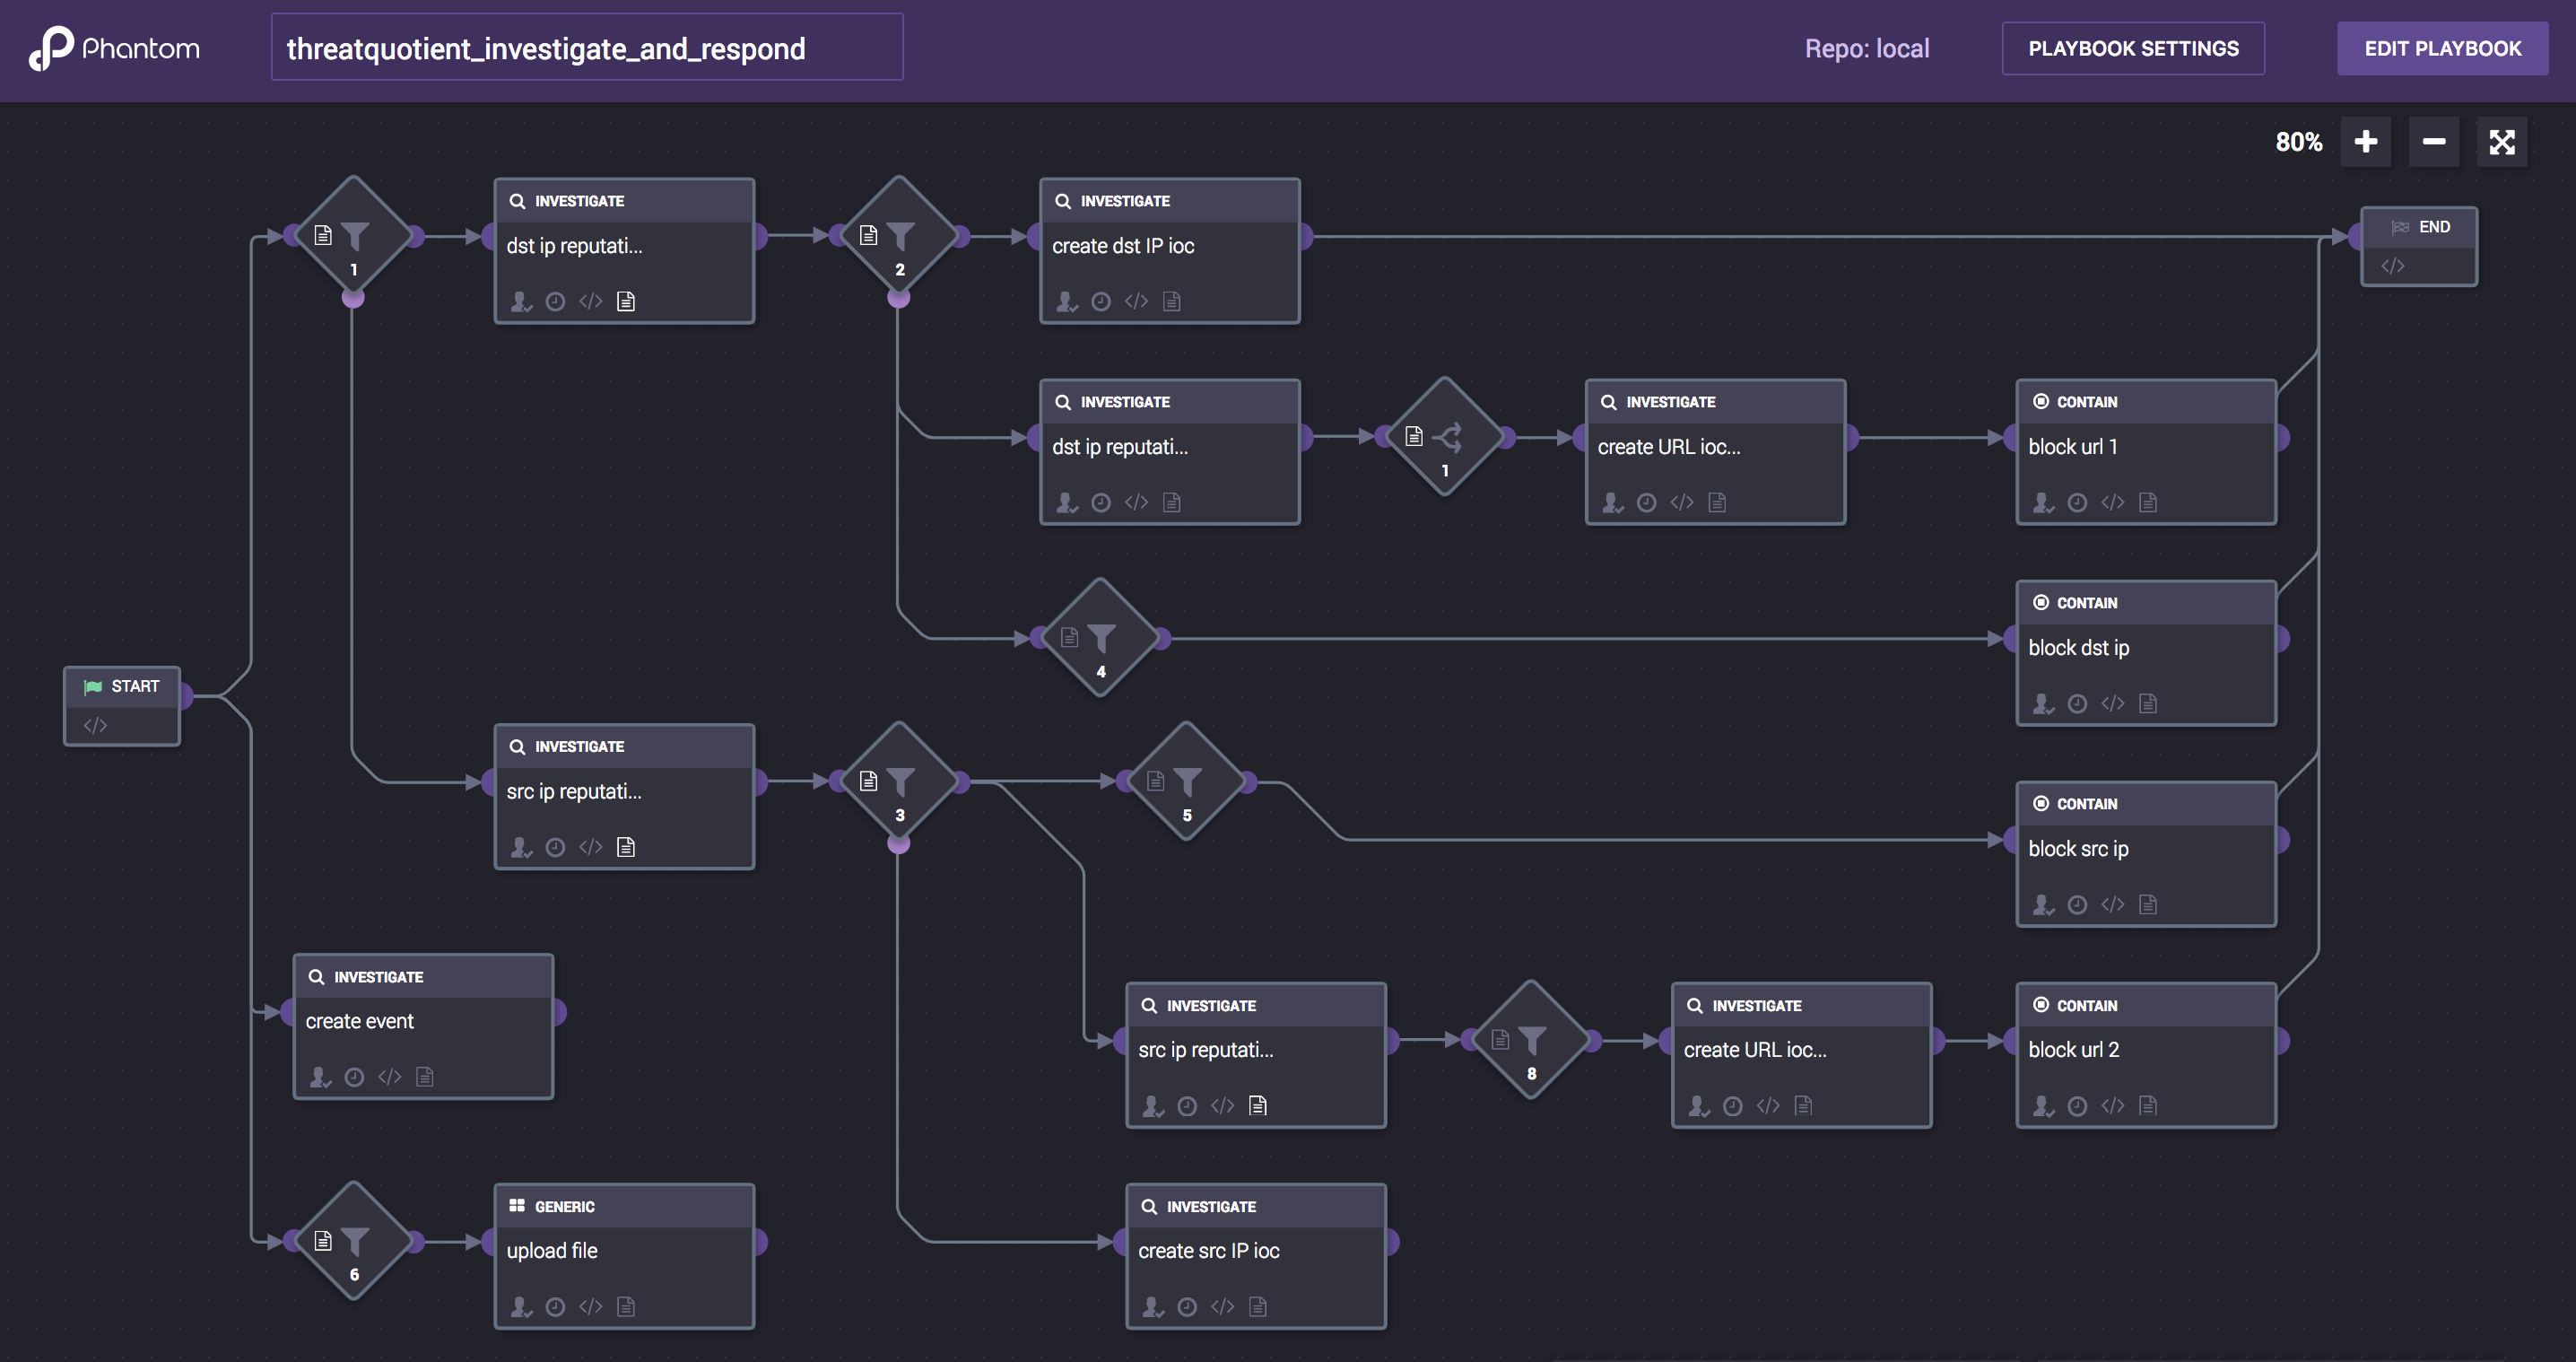 Phantom
threatquotient_investigate_and_respond
Repo: local
PLAYBOOK SETTINGS
EDIT PLAYBOOK
80%
1
INVESTIGATE
dst ip reputati...
2
INVESTIGATE
create dst IP ioc
END
INVESTIGATE
dst ip reputati...
1
INVESTIGATE
create URL ioc...
CONTAIN
block url 1
4
CONTAIN
block dst ip
START
INVESTIGATE
src ip reputati...
3
5
CONTAIN
block src ip
INVESTIGATE
create event
INVESTIGATE
src ip reputati...
8
INVESTIGATE
create URL ioc...
CONTAIN
block url 2
6
GENERIC
upload file
INVESTIGATE
create src IP ioc